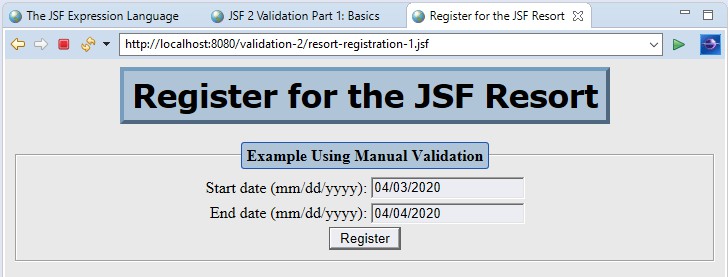 The JSF Expression Language JSF 2 Validation Part 1: Basics Register for the JSF Resort
http://localhost:8080/validation-2/resort-registration-1.jsf
Register for the JSF Resort
Example Using Manual Validation
Start date (mm/dd/yyyy): 04/03/2020
End date (mm/dd/yyyy): 04/04/2020
Register